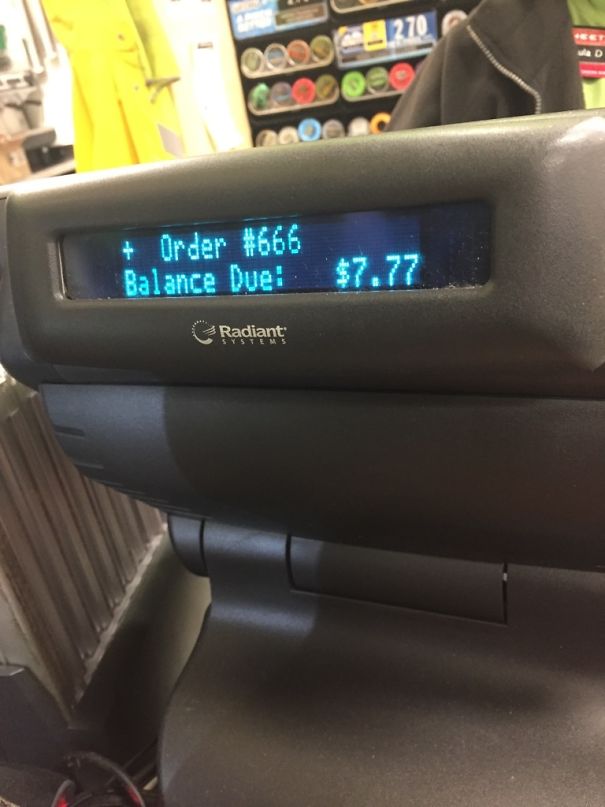 270
+ Order #666
Balance Due: $7.77
Radiant
SYSTEMS